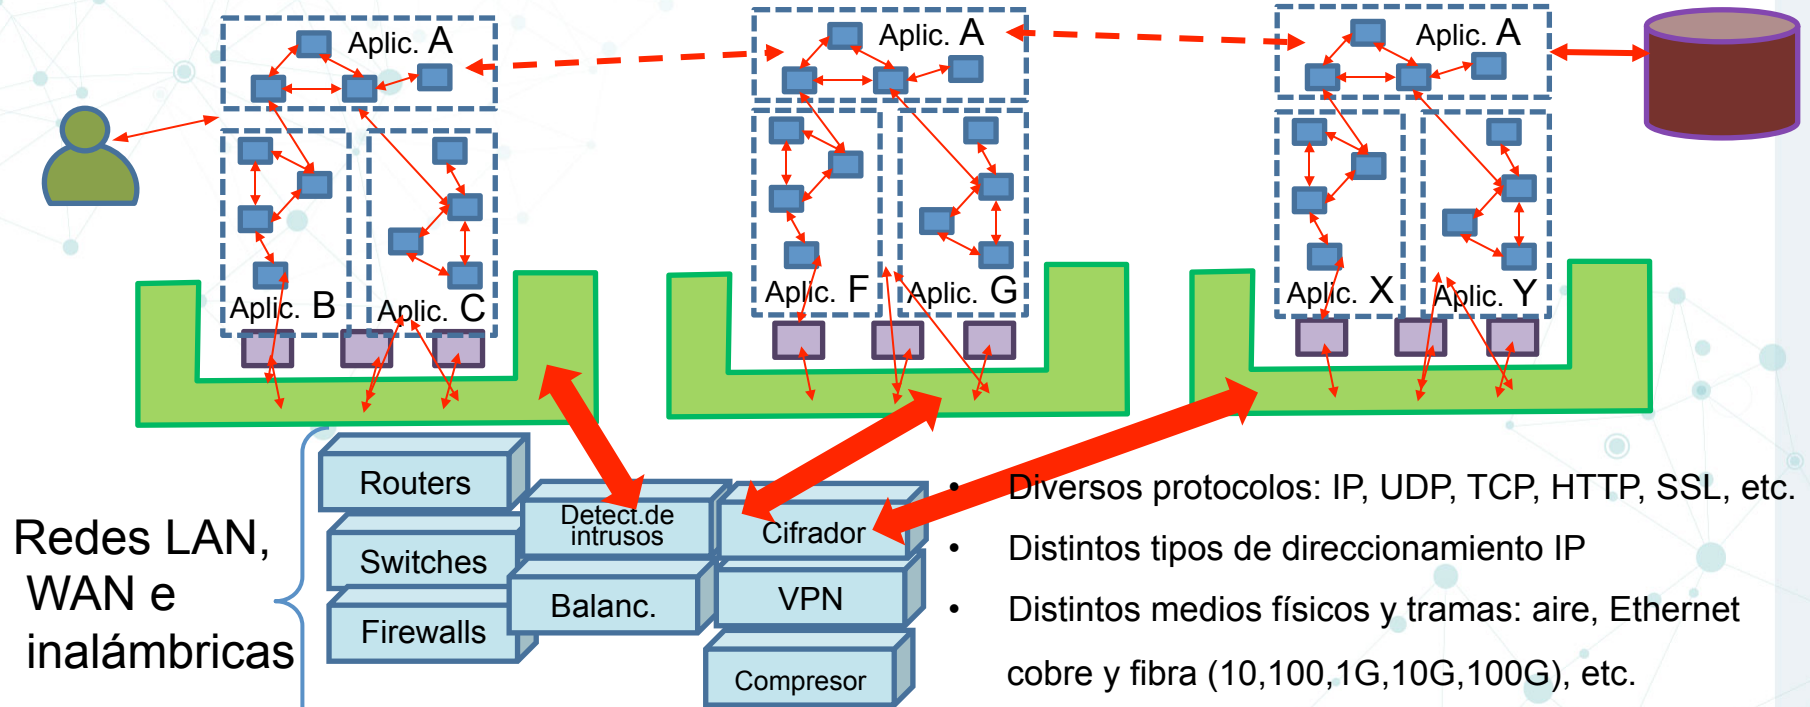 Aplic. A
Aplic. A
Aplic. A
Aplic. B
Aplic. C
Aplic. F
Aplic. G
Aplic. X
Aplic. Y
Redes LAN,
WAN e
inalámbricas
Routers
Switches
Firewalls
Detect.de
intrusos
Balanc.
Cifrador
VPN
Compresor
• Diversos protocolos: IP, UDP, TCP, HTTP, SSL, etc.
• Distintos tipos de direccionamiento IP
• Distintos medios físicos y tramas: aire, Ethernet
cobre y fibra (10,100,1G,10G,100G), etc.